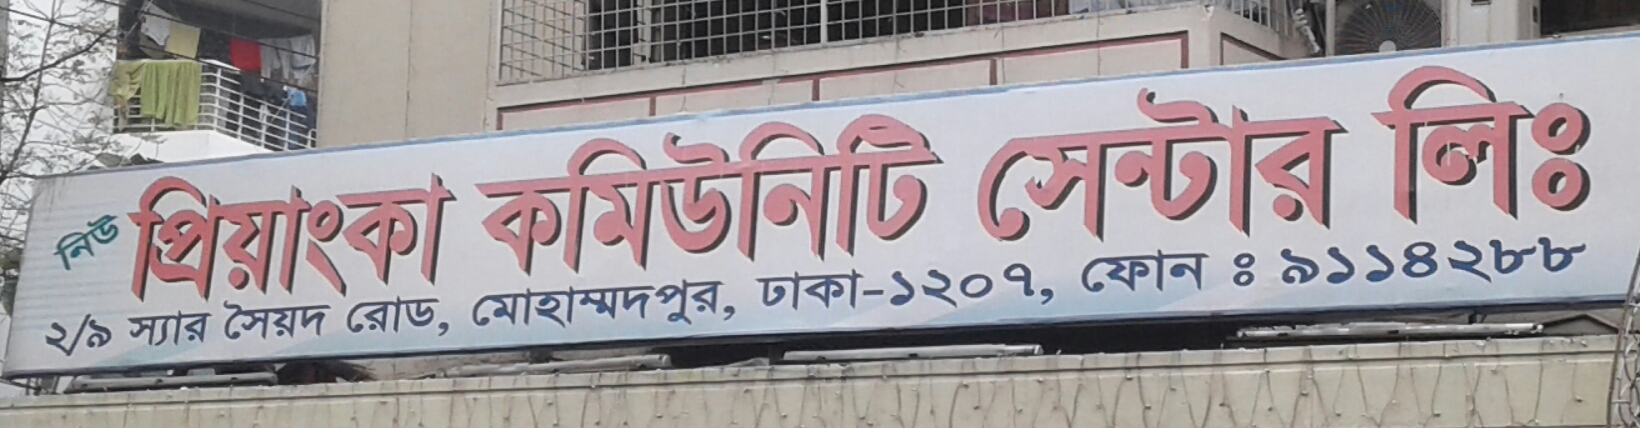 নিউ প্রিয়াংকা কমিউনিটি সেন্টার লিঃ
২/৯ স্যার সৈয়দ রোড, মোহাম্মদপুর, ঢাকা-১২০৭, ফোন ঃ ৯১১৪২৮৮